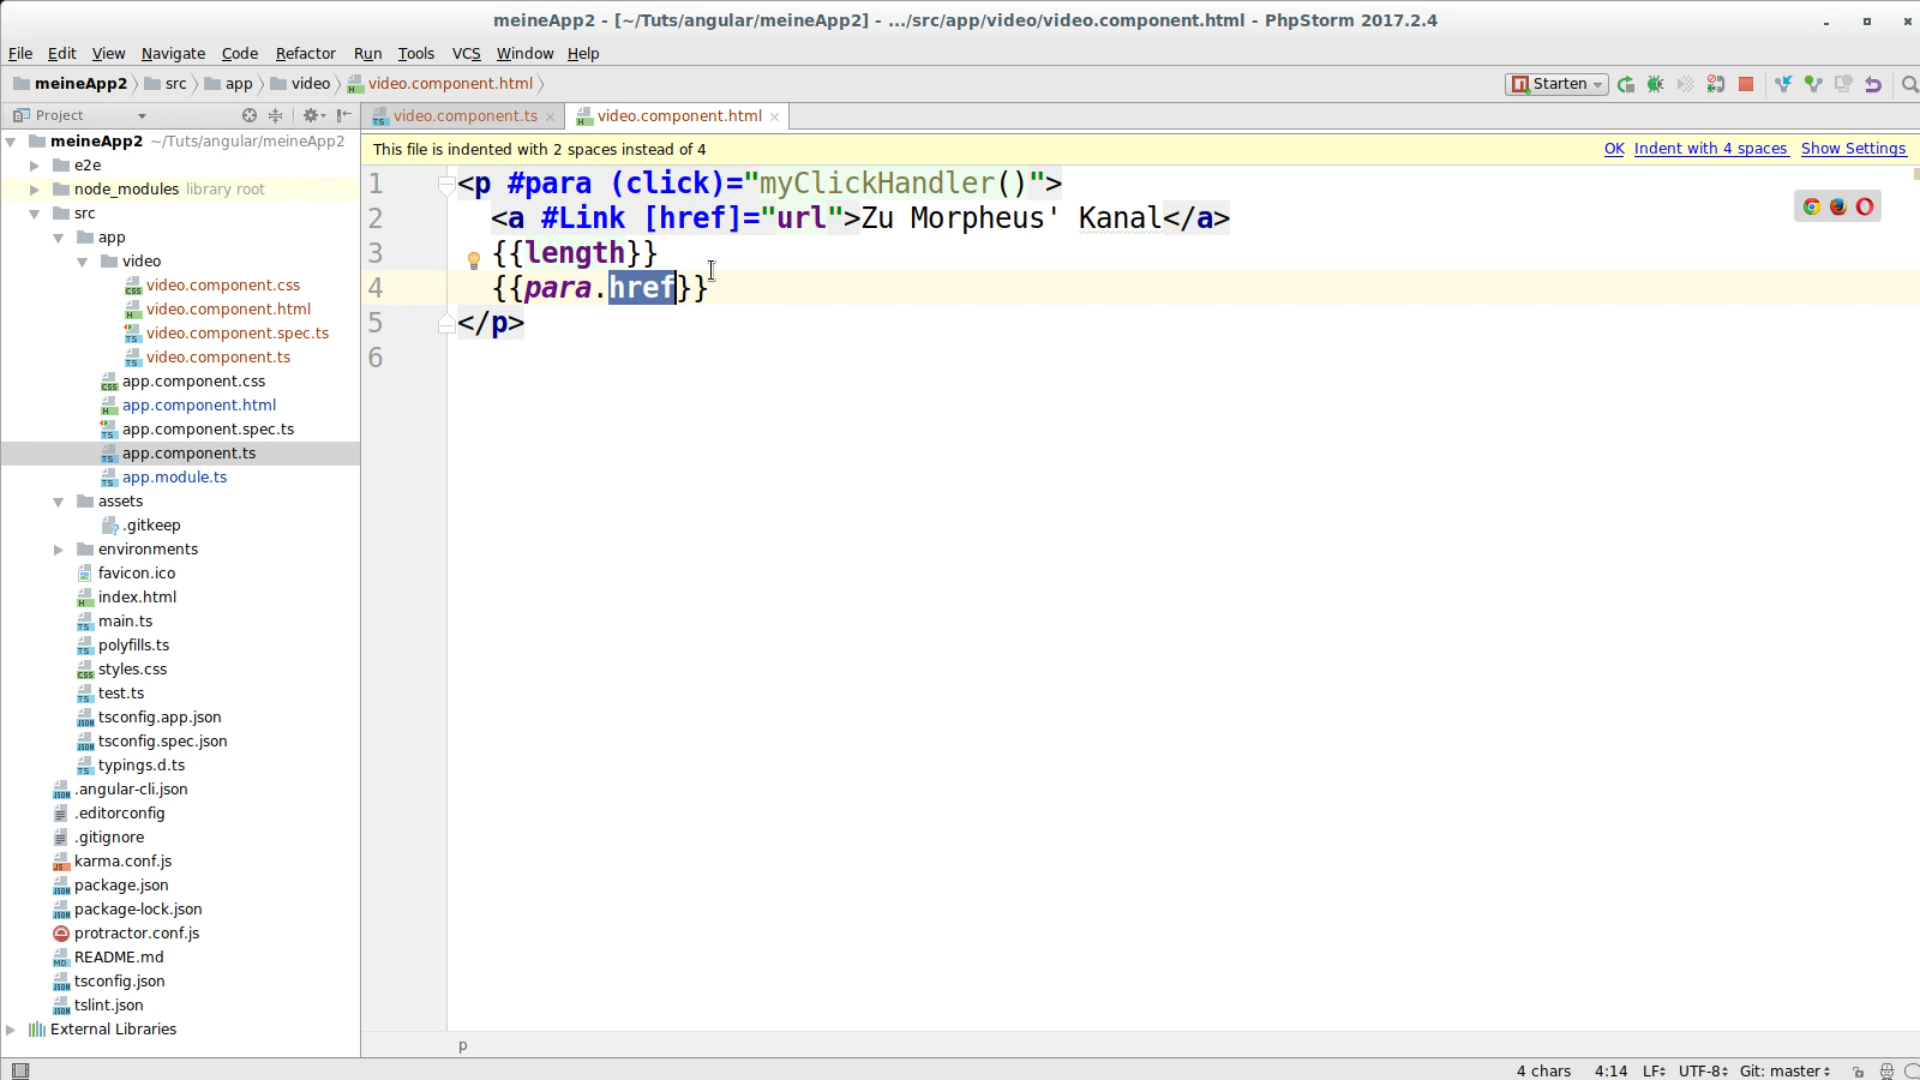 meineApp2 - [~/Tuts/angular/meineApp2] - .../src/app/video/video.component.html - PhpStorm 2017.2.4
File Edit View Navigate Code Refactor Run Tools VCS Window Help
meineApp2 src app video video.component.html Starten
Project
video.component.ts video.component.html
This file is indented with 2 spaces instead of 4 OK Indent with 4 spaces Show Settings
meineApp2 ~/Tuts/angular/meineApp2
e2e
node_modules library root
src
app
video
video.component.css
video.component.html
video.component.spec.ts
video.component.ts
app.component.css
app.component.html
app.component.spec.ts
app.component.ts
app.module.ts
assets
.gitkeep
environments
favicon.ico
index.html
main.ts
polyfills.ts
styles.css
test.ts
tsconfig.app.json
tsconfig.spec.json
typings.d.ts
.angular-cli.json
.editorconfig
.gitignore
karma.conf.js
package.json
package-lock.json
protractor.conf.js
README.md
tsconfig.json
tslint.json
External Libraries
1 <p #para (click)="myClickHandler()">
2 <a #Link [href]="url">Zu Morpheus' Kanal</a>
3 {{length}}
4 {{para.href}}
5 </p>
6
p
4 chars 4:14 LF UTF-8 Git: master